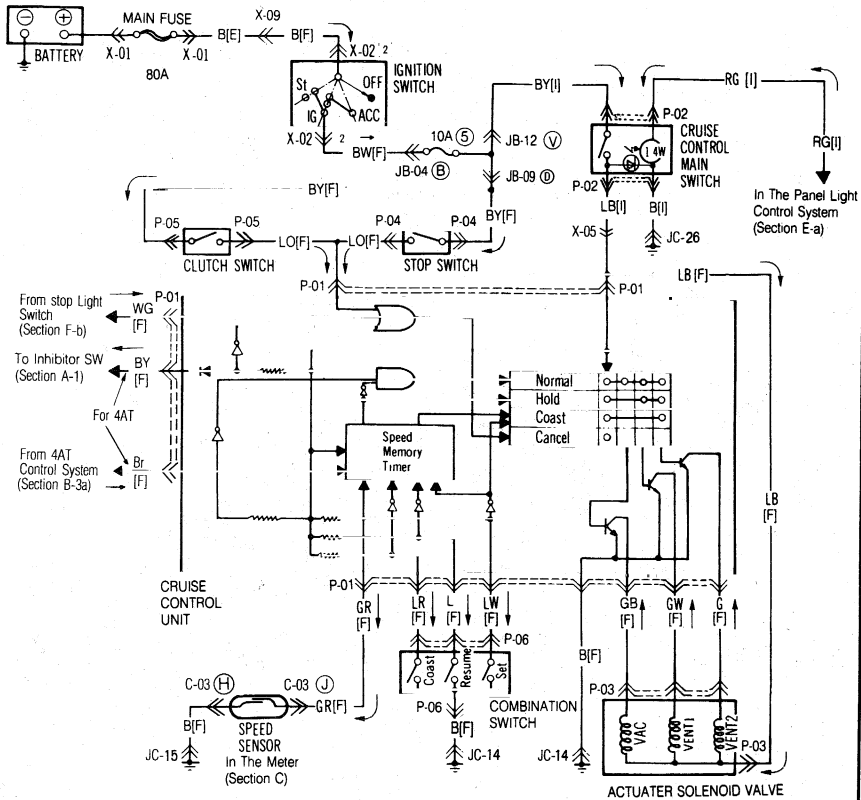 MAIN FUSE
X-09
BATTERY
X-01
X-01
80A
B[E]
B[F]
X-02
2
IGNITION
SWITCH
St
OFF
IG
ACC
X-02
2
BW[F]
10A
5
JB-04
B
JB-12
V
JB-09
D
BY[I]
RG [I]
P-02
CRUISE
CONTROL
MAIN
SWITCH
1 4W
RG[I]
P-02
LB[I]
B[I]
In The Panel Light
Control System
(Section E-a)
X-05
JC-26
BY[F]
BY[F]
P-05
P-05
P-04
P-04
LO[F]
LO[F]
CLUTCH SWITCH
STOP SWITCH
LB[F]
P-01
P-01
From stop Light
Switch
(Section F-b)
WG
[F]
P-01
To Inhibitor SW
(Section A-1)
BY
[F]
For 4AT
From 4AT
Control System
(Section B-3a)
Br
[F]
Normal
Hold
Coast
Cancel
Speed
Memory
Timer
LB
[F]
CRUISE
CONTROL
UNIT
P-01
GR
[F]
LR
[F]
L
[F]
LW
[F]
GB
[F]
GW
[F]
G
[F]
P-06
Coast
Resume
Set
B[F]
C-03
H
C-03
J
GR[F]
P-06
COMBINATION
SWITCH
P-03
B[F]
SPEED
SENSOR
In The Meter
(Section C)
JC-15
B[F]
JC-14
JC-14
VAC
VENT1
VENT2
P-03
ACTUATER SOLENOID VALVE